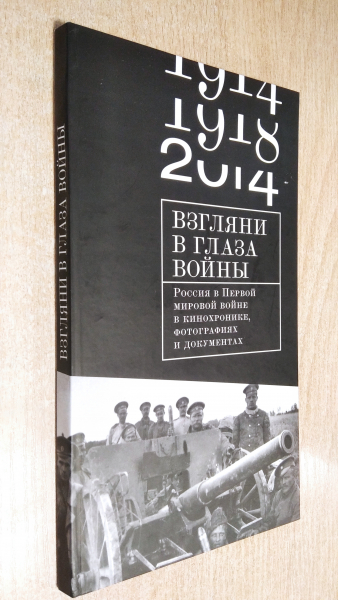 ВЗГЛЯНИ В ГЛАЗА ВОЙНЫ
1914
1918
2014
ВЗГЛЯНИ
В ГЛАЗА
ВОЙНЫ
Россия в Первой
мировой войне
в кинохронике,
фотографиях
и документах